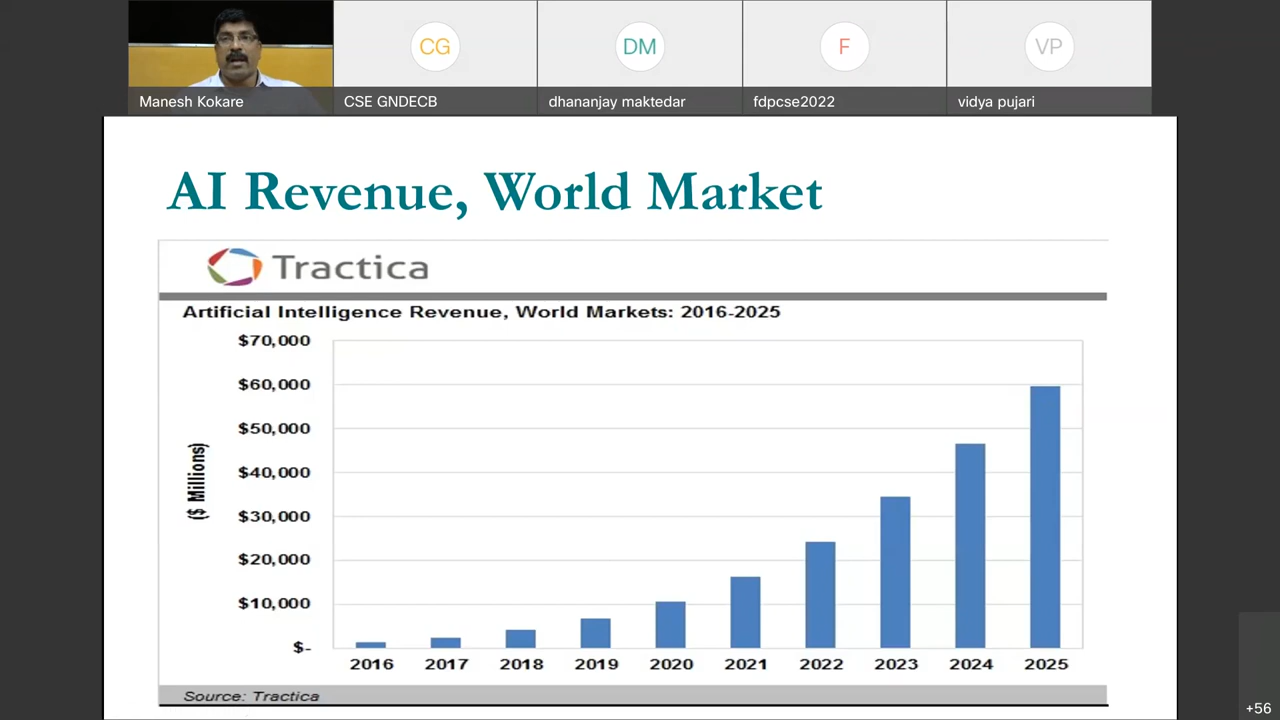 CG
DM
F
VP
Manesh Kokare
CSE GNDECB
dhananjay maktedar
fdpcse2022
vidya pujari
AI Revenue, World Market
Tractica
Artificial Intelligence Revenue, World Markets: 2016-2025
($ Millions)
$70,000
$60,000
$50,000
$40,000
$30,000
$20,000
$10,000
$-
2016 2017 2018 2019 2020 2021 2022 2023 2024 2025
Source: Tractica
+56